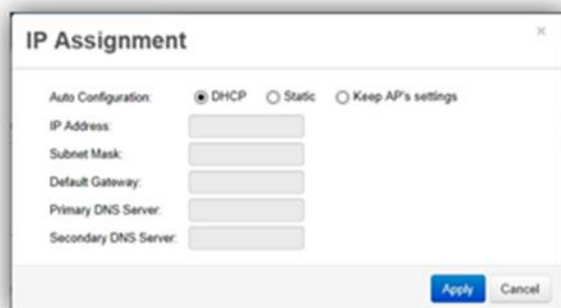 IP Assignment ×
Auto Configuration: DHCP Static Keep AP's settings
IP Address:
Subnet Mask:
Default Gateway:
Primary DNS Server:
Secondary DNS Server:
Apply Cancel